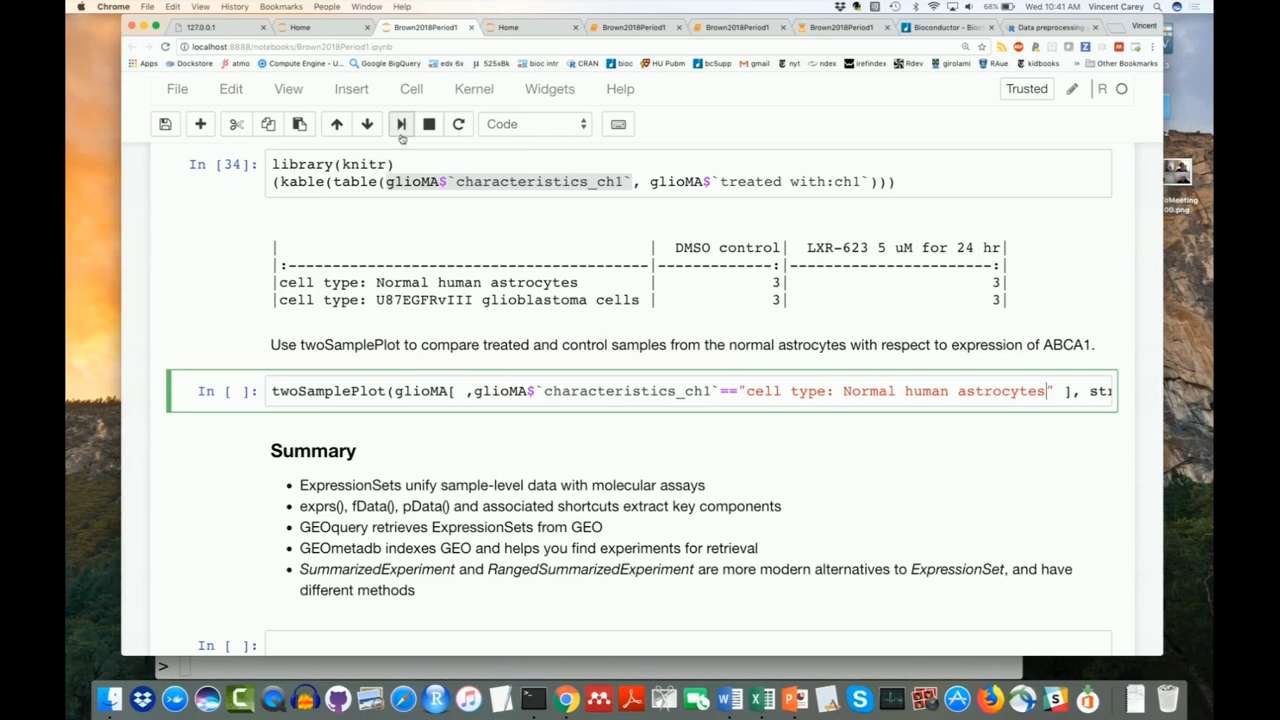 Chrome File Edit View History Bookmarks People Window Help 68% Wed 10:41 AM Vincent Carey
127.0.0.1 Home Brown2018Period1 Home Brown2018Period1 Brown2018Period1 Brown2018Period1 Bioconductor - Bioc Data preprocessing Vincent
localhost:8888/notebooks/Brown2018Period1.ipynb
Apps Dockstore atmo Compute Engine - U... Google BigQuery edx 6x 525xBk bioc intr CRAN bioc HU Pubm bcSupp gmail nyt ndex irefindex Rdev girolami RAue kidbooks » Other Bookmarks
File Edit View Insert Cell Kernel Widgets Help Trusted R
Code
In [34]: library(knitr)
(kable(table(glioMA$`characteristics_ch1`, glioMA$`treated with:ch1`)))
| | DMSO control| LXR-623 5 uM for 24 hr|
|:----------------------------------------|------------:|----------------------:|
|cell type: Normal human astrocytes | 3| 3|
|cell type: U87EGFRvIII glioblastoma cells | 3| 3|
Use twoSamplePlot to compare treated and control samples from the normal astrocytes with respect to expression of ABCA1.
In [ ]: twoSamplePlot(glioMA[ ,glioMA$`characteristics_ch1`=="cell type: Normal human astrocytes" ], str
Summary
• ExpressionSets unify sample-level data with molecular assays
• exprs(), fData(), pData() and associated shortcuts extract key components
• GEOquery retrieves ExpressionSets from GEO
• GEOmetadb indexes GEO and helps you find experiments for retrieval
• SummarizedExperiment and RangedSummarizedExperiment are more modern alternatives to ExpressionSet, and have
different methods
In [ ]:
>